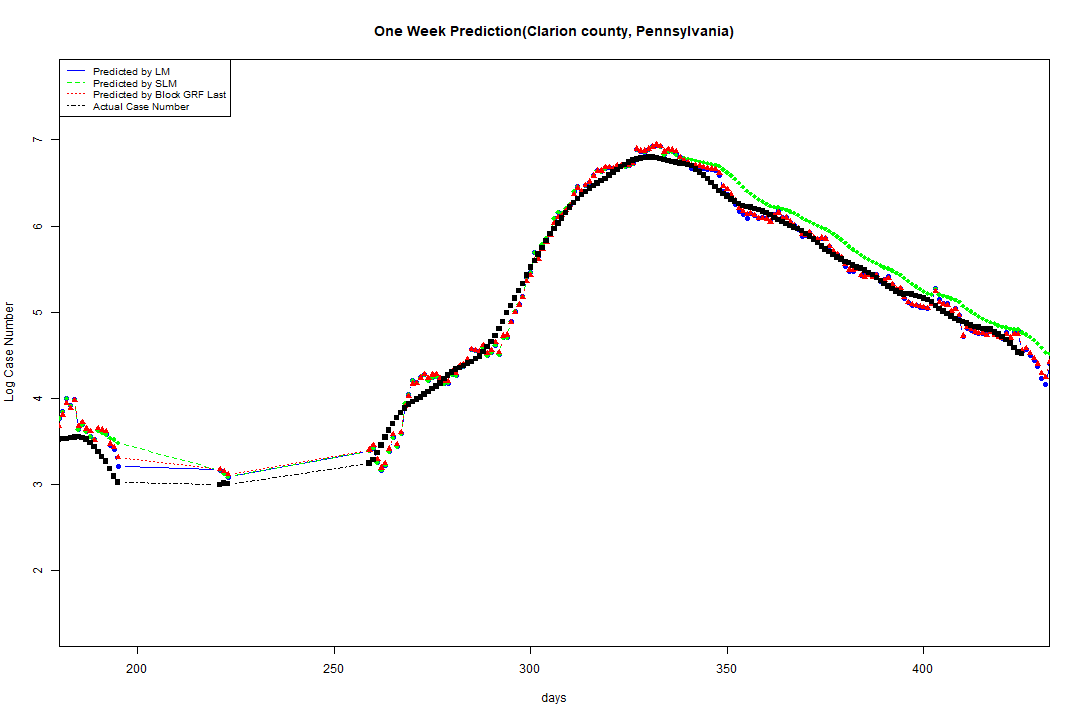 One Week Prediction(Clarion county, Pennsylvania)
Predicted by LM
Predicted by SLM
Predicted by Block GRF Last
Actual Case Number
7
6
5
4
3
2
Log Case Number
200 250 300 350 400
days